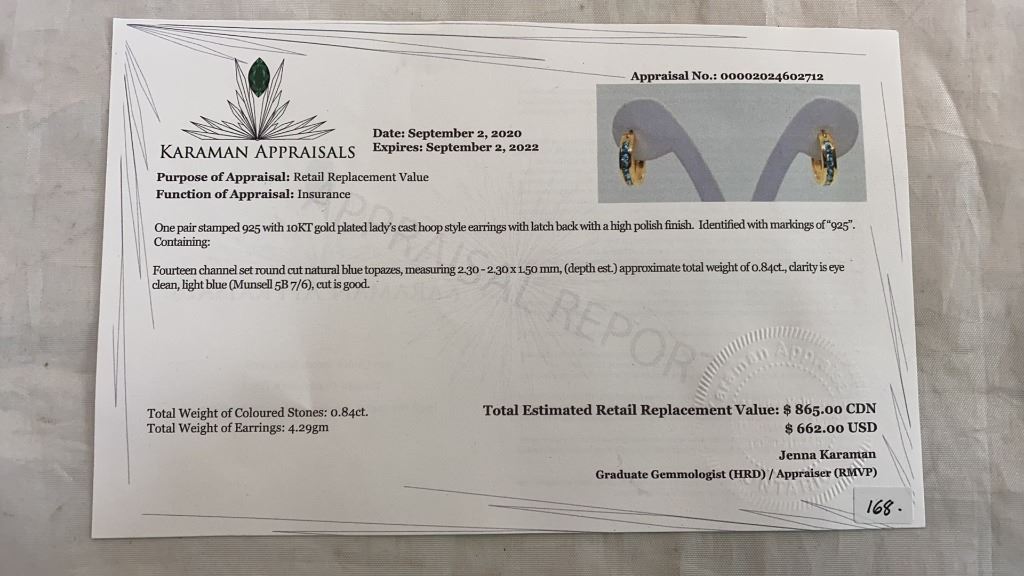 Appraisal No.: 00002024602712
KARAMAN APPRAISALS
Date: September 2, 2020
Expires: September 2, 2022
Purpose of Appraisal: Retail Replacement Value
Function of Appraisal: Insurance
One pair stamped 925 with 10KT gold plated lady's cast hoop style earrings with latch back with a high polish finish. Identified with markings of "925".
Containing:
Fourteen channel set round cut natural blue topazes, measuring 2.30 - 2.30 x 1.50 mm, (depth est.) approximate total weight of 0.84ct., clarity is eye
clean, light blue (Munsell 5B 7/6), cut is good.
APPRAISAL REPORT
Total Weight of Coloured Stones: 0.84ct.
Total Weight of Earrings: 4.29gm
Total Estimated Retail Replacement Value: $ 865.00 CDN
$ 662.00 USD
Jenna Karaman
Graduate Gemmologist (HRD) / Appraiser (RMVP)
168.